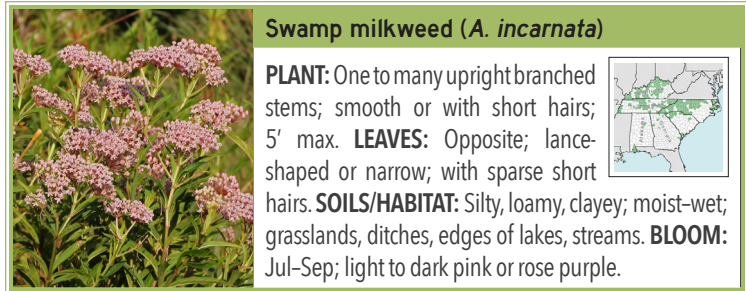 Swamp milkweed (A. incarnata)
PLANT: One to many upright branched
stems; smooth or with short hairs;
5' max. LEAVES: Opposite; lance-
shaped or narrow; with sparse short
hairs. SOILS/HABITAT: Silty, loamy, clayey; moist–wet;
grasslands, ditches, edges of lakes, streams. BLOOM:
Jul–Sep; light to dark pink or rose purple.